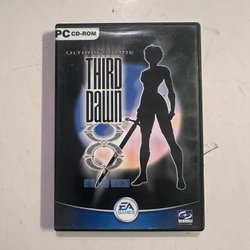 PC CD-ROM
ULTIMA ONLINE
THIRD
DAWN
EA
GAMES